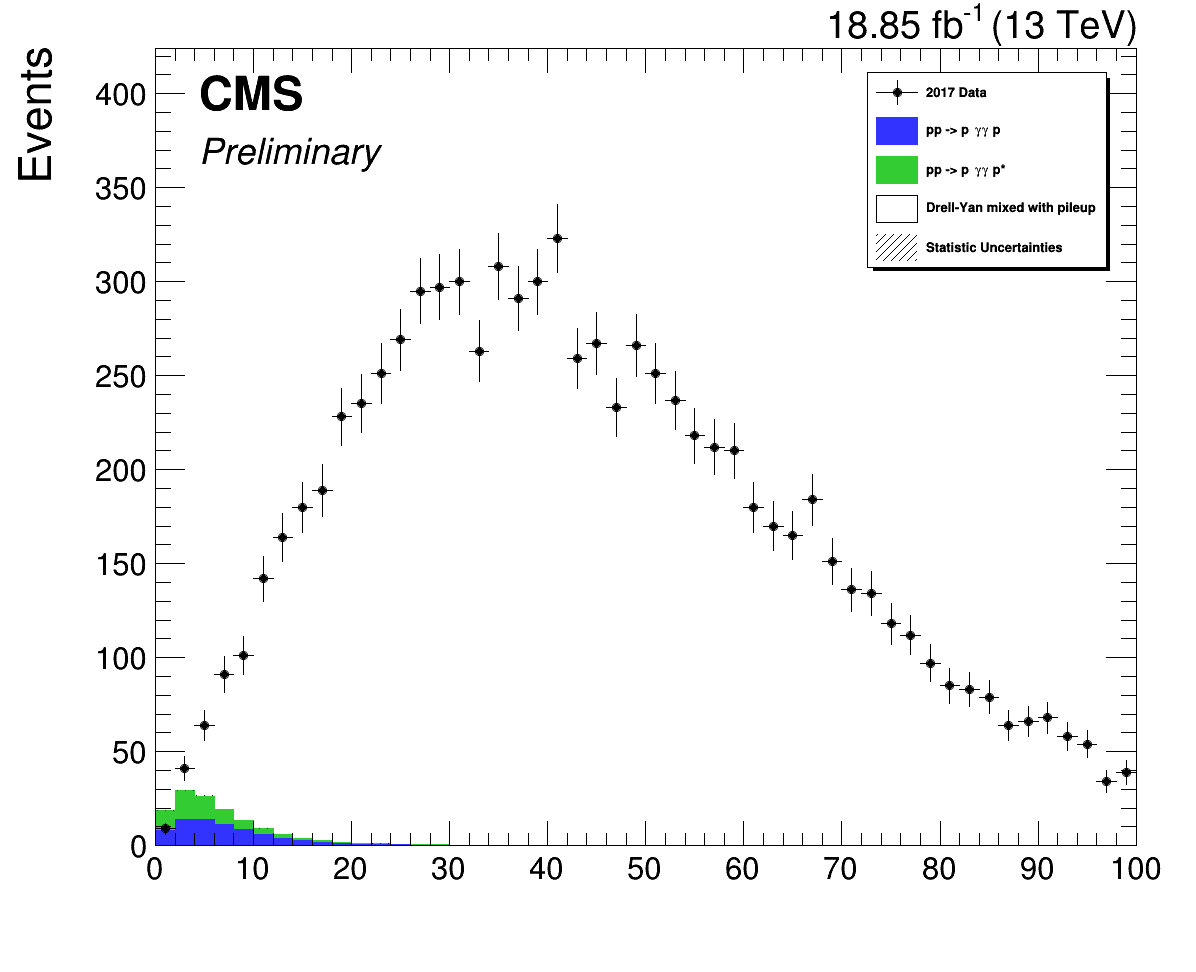 18.85 fb-1 (13 TeV)
Events
CMS
Preliminary
2017 Data
pp -> p γγ p
pp -> p γγ p*
Drell-Yan mixed with pileup
Statistic Uncertainties
400
350
300
250
200
150
100
50
0
0 10 20 30 40 50 60 70 80 90 100